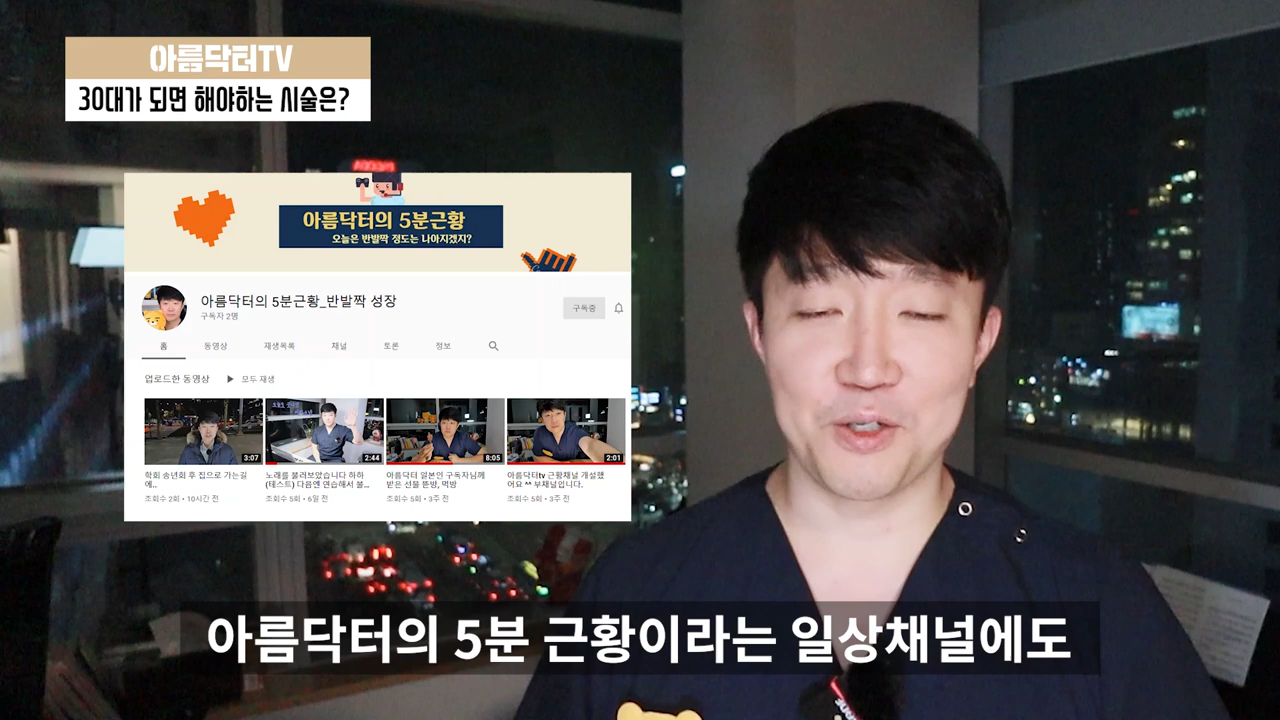 아름닥터TV
30대가 되면 해야하는 시술은?
아름닥터의 5분근황
오늘은 반발짝 정도는 나아지겠지?
아름닥터의 5분근황_반발짝 성장
구독자 2명
구독중
홈 동영상 재생목록 채널 토론 정보
업로드한 동영상 ▶ 모두 재생
3:07 2:44 8:05 2:01
학회 송년회 후 집으로 가는길에..
조회수 2회 • 10시간 전
노래를 불러보았습니다 하하 (테스트) 다음엔 연습해서 불...
조회수 5회 • 6일 전
아름닥터 일본인 구독자님께 받은 선물 뜯방, 먹방
조회수 5회 • 3주 전
아름닥터tv 근황채널 개설했어요 ^^ 부채널입니다.
조회수 5회 • 3주 전
아름닥터의 5분 근황이라는 일상채널에도